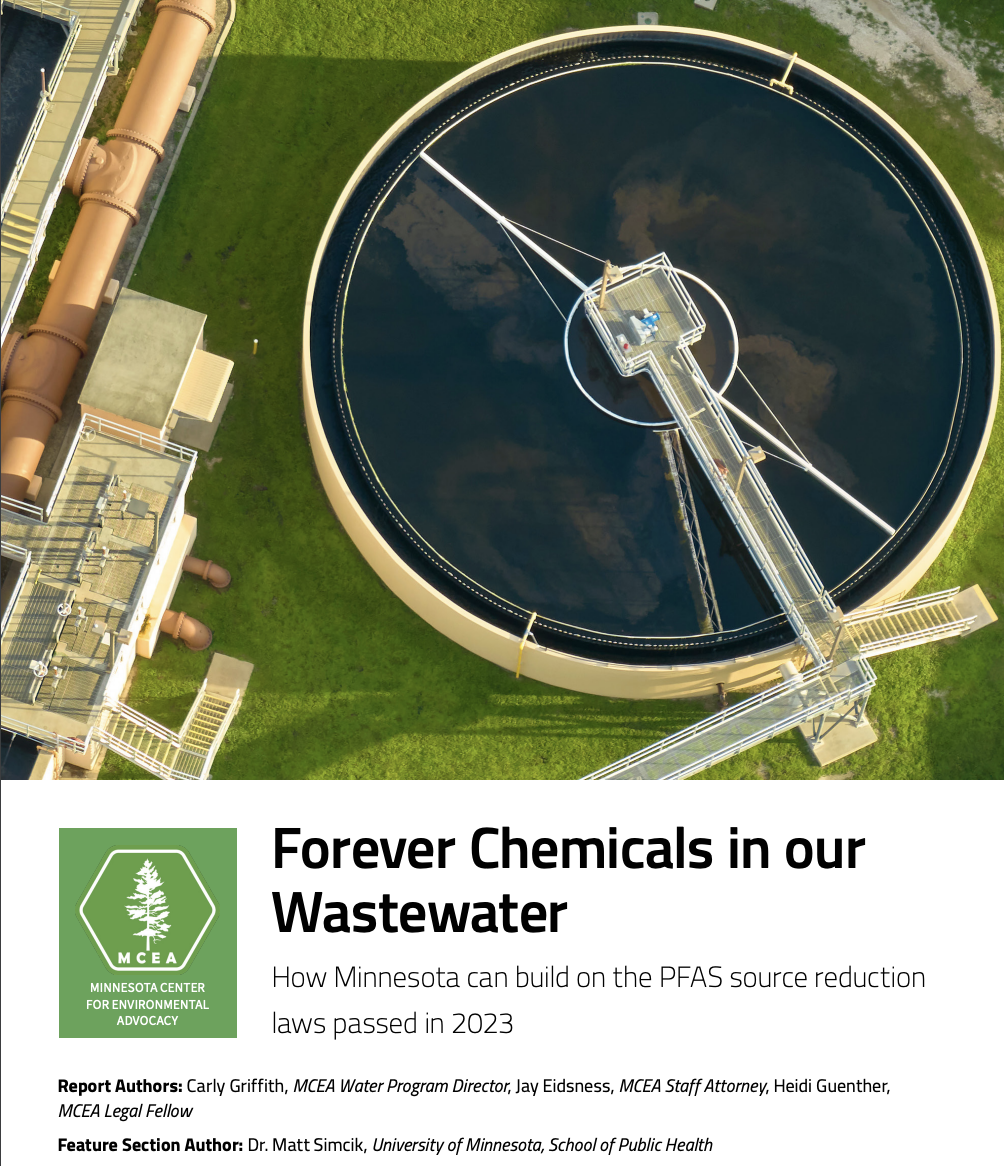 MCEA
MINNESOTA CENTER
FOR ENVIRONMENTAL
ADVOCACY
Forever Chemicals in our
Wastewater
How Minnesota can build on the PFAS source reduction
laws passed in 2023
Report Authors: Carly Griffith, MCEA Water Program Director, Jay Eidsness, MCEA Staff Attorney, Heidi Guenther,
MCEA Legal Fellow
Feature Section Author: Dr. Matt Simcik, University of Minnesota, School of Public Health